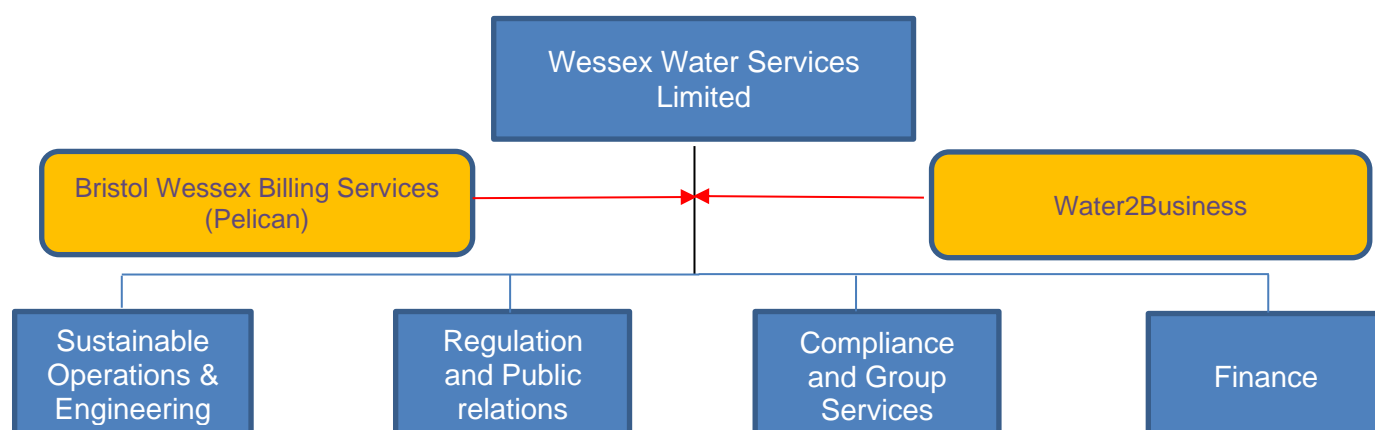 Wessex Water Services
Limited
Bristol Wessex Billing Services
(Pelican)
Water2Business
Sustainable
Operations &
Engineering
Regulation
and Public
relations
Compliance
and Group
Services
Finance